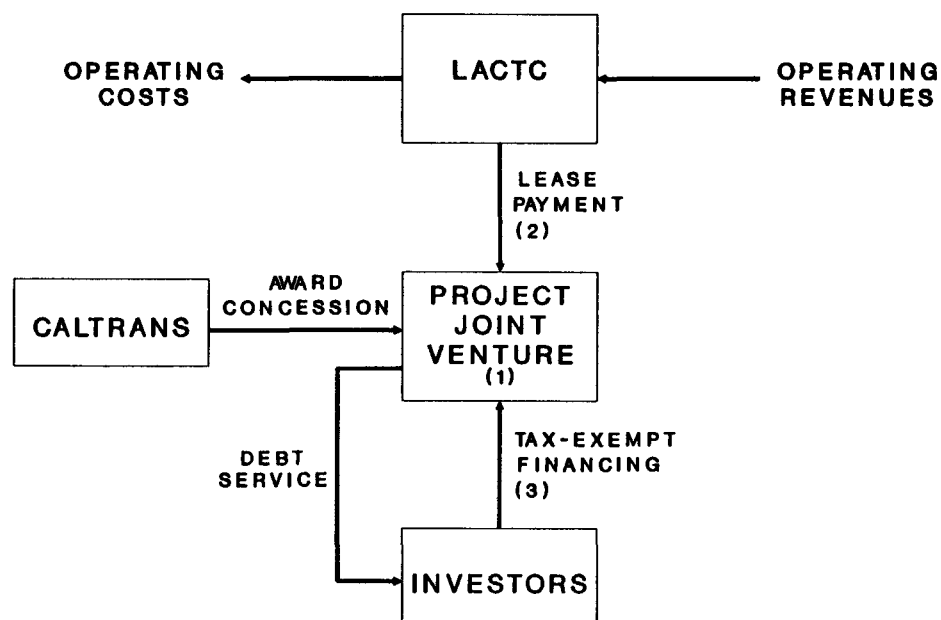 OPERATING
COSTS
LACTC
OPERATING
REVENUES
LEASE
PAYMENT
(2)
AWARD
CONCESSION
CALTRANS
PROJECT
JOINT
VENTURE
(1)
DEBT
SERVICE
TAX-EXEMPT
FINANCING
(3)
INVESTORS